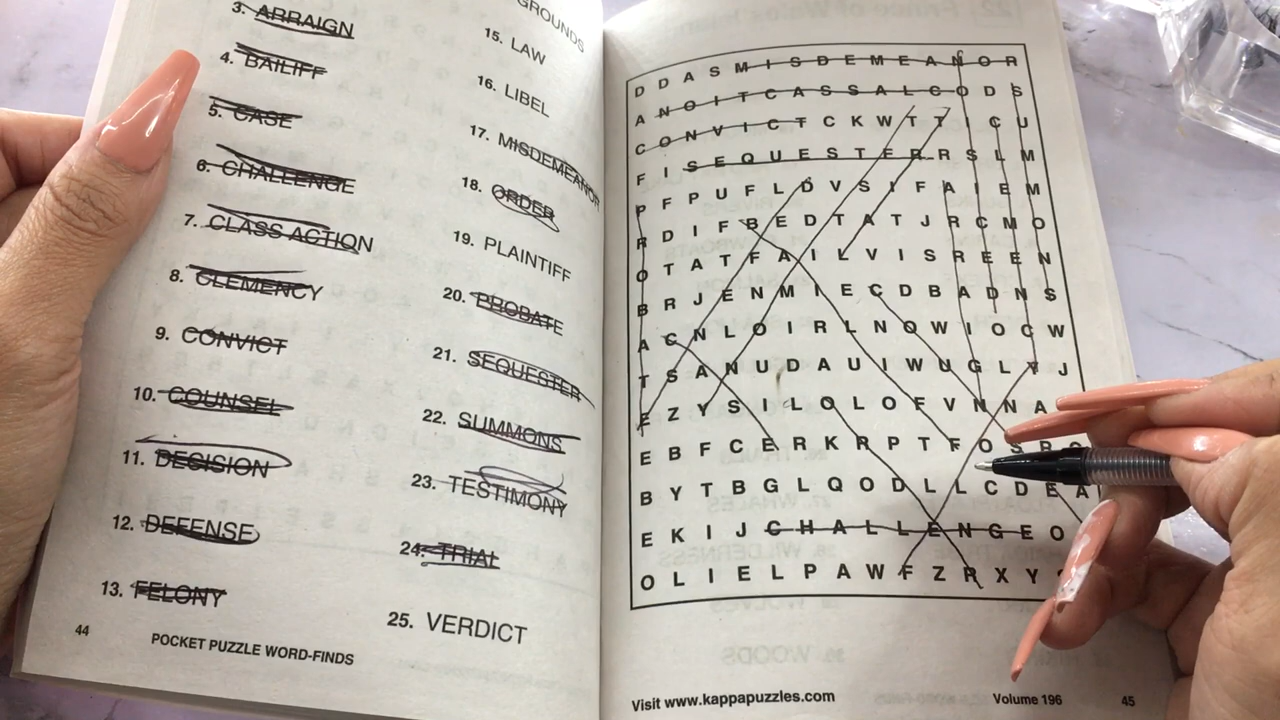 3. ARRAIGN
4. BAILIFF
5. CASE
6. CHALLENGE
7. CLASS ACTION
8. CLEMENCY
9. CONVICT
10. COUNSEL
11. DECISION
12. DEFENSE
13. FELONY
GROUNDS
15. LAW
16. LIBEL
17. MISDEMEANOR
18. ORDER
19. PLAINTIFF
20. PROBATE
21. SEQUESTER
22. SUMMONS
23. TESTIMONY
24. TRIAL
25. VERDICT
44 POCKET PUZZLE WORD-FINDS
D D A S M I S D E M E A N O R
A N O I T C A S S A L C O D S
C O N V I C T C K W T T I C U
F I S E Q U E S T E R R S L M
P F P U F L D V S I F A I E M
R D I F B E D T A T J R C M O
O T A T F A I L V I S R E E N
B R J E N M I E C D B A D N S
A C N L O I R L N O W I O C W
T S A N U D A U I W U G L Y J
E Z Y S I L O L O F V N N A
E B F C E R K R P T F O S R O
B Y T B G L Q O D L L C D E A
E K I J C H A L L E N G E O
O L I E L P A W F Z R X Y
Visit www.kappapuzzles.com Volume 196 45